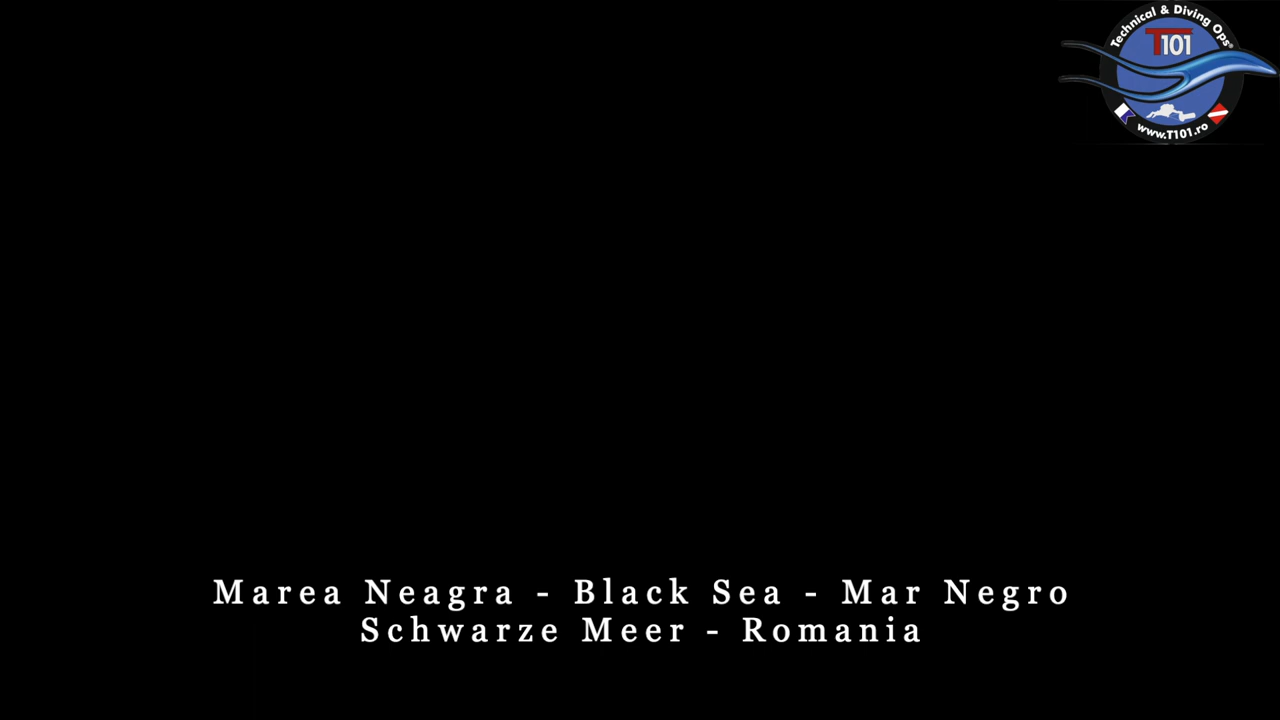 Technical & Diving Ops®
T101
www.T101.ro
Marea Neagra - Black Sea - Mar Negro
Schwarze Meer - Romania